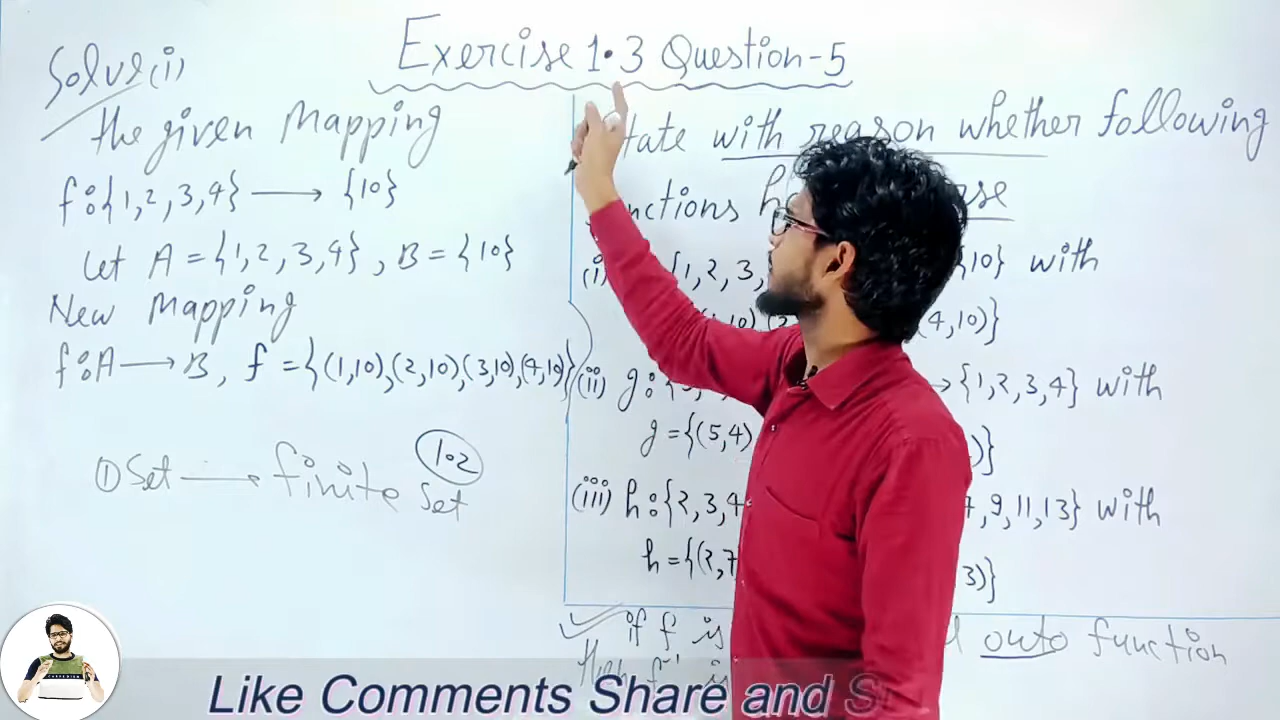 Exercise 1.3 Question-5
Solve(i)
The given Mapping
f:{1,2,3,4} → {10}
Let A = {1,2,3,4} , B = {10}
New Mapping
f:A → B , f = {(1,10),(2,10),(3,10),(4,10)}
① Set → finite Set
1.2
with reason whether following
(i) {1,2,3, 10} with
(4,10)}
(ii) g:{ → {1,2,3,4} with
g = {(5,4) )}
(iii) h:{2,3,4 9,11,13} with
h = {(2,7 3)}
if f is onto function
f⁻¹ is
Like Comments Share and